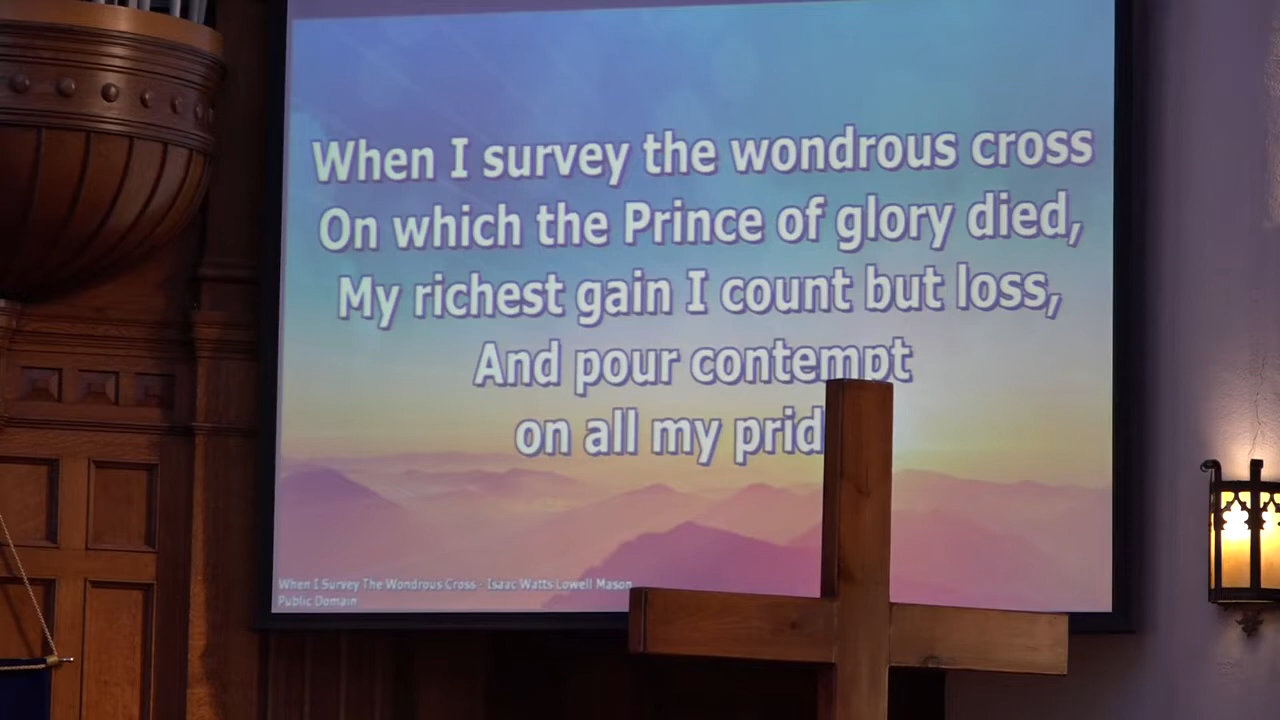 When I survey the wondrous cross
On which the Prince of glory died,
My richest gain I count but loss,
And pour contempt
on all my prid
When I Survey The Wondrous Cross - Isaac Watts Lowell Mason
Public Domain